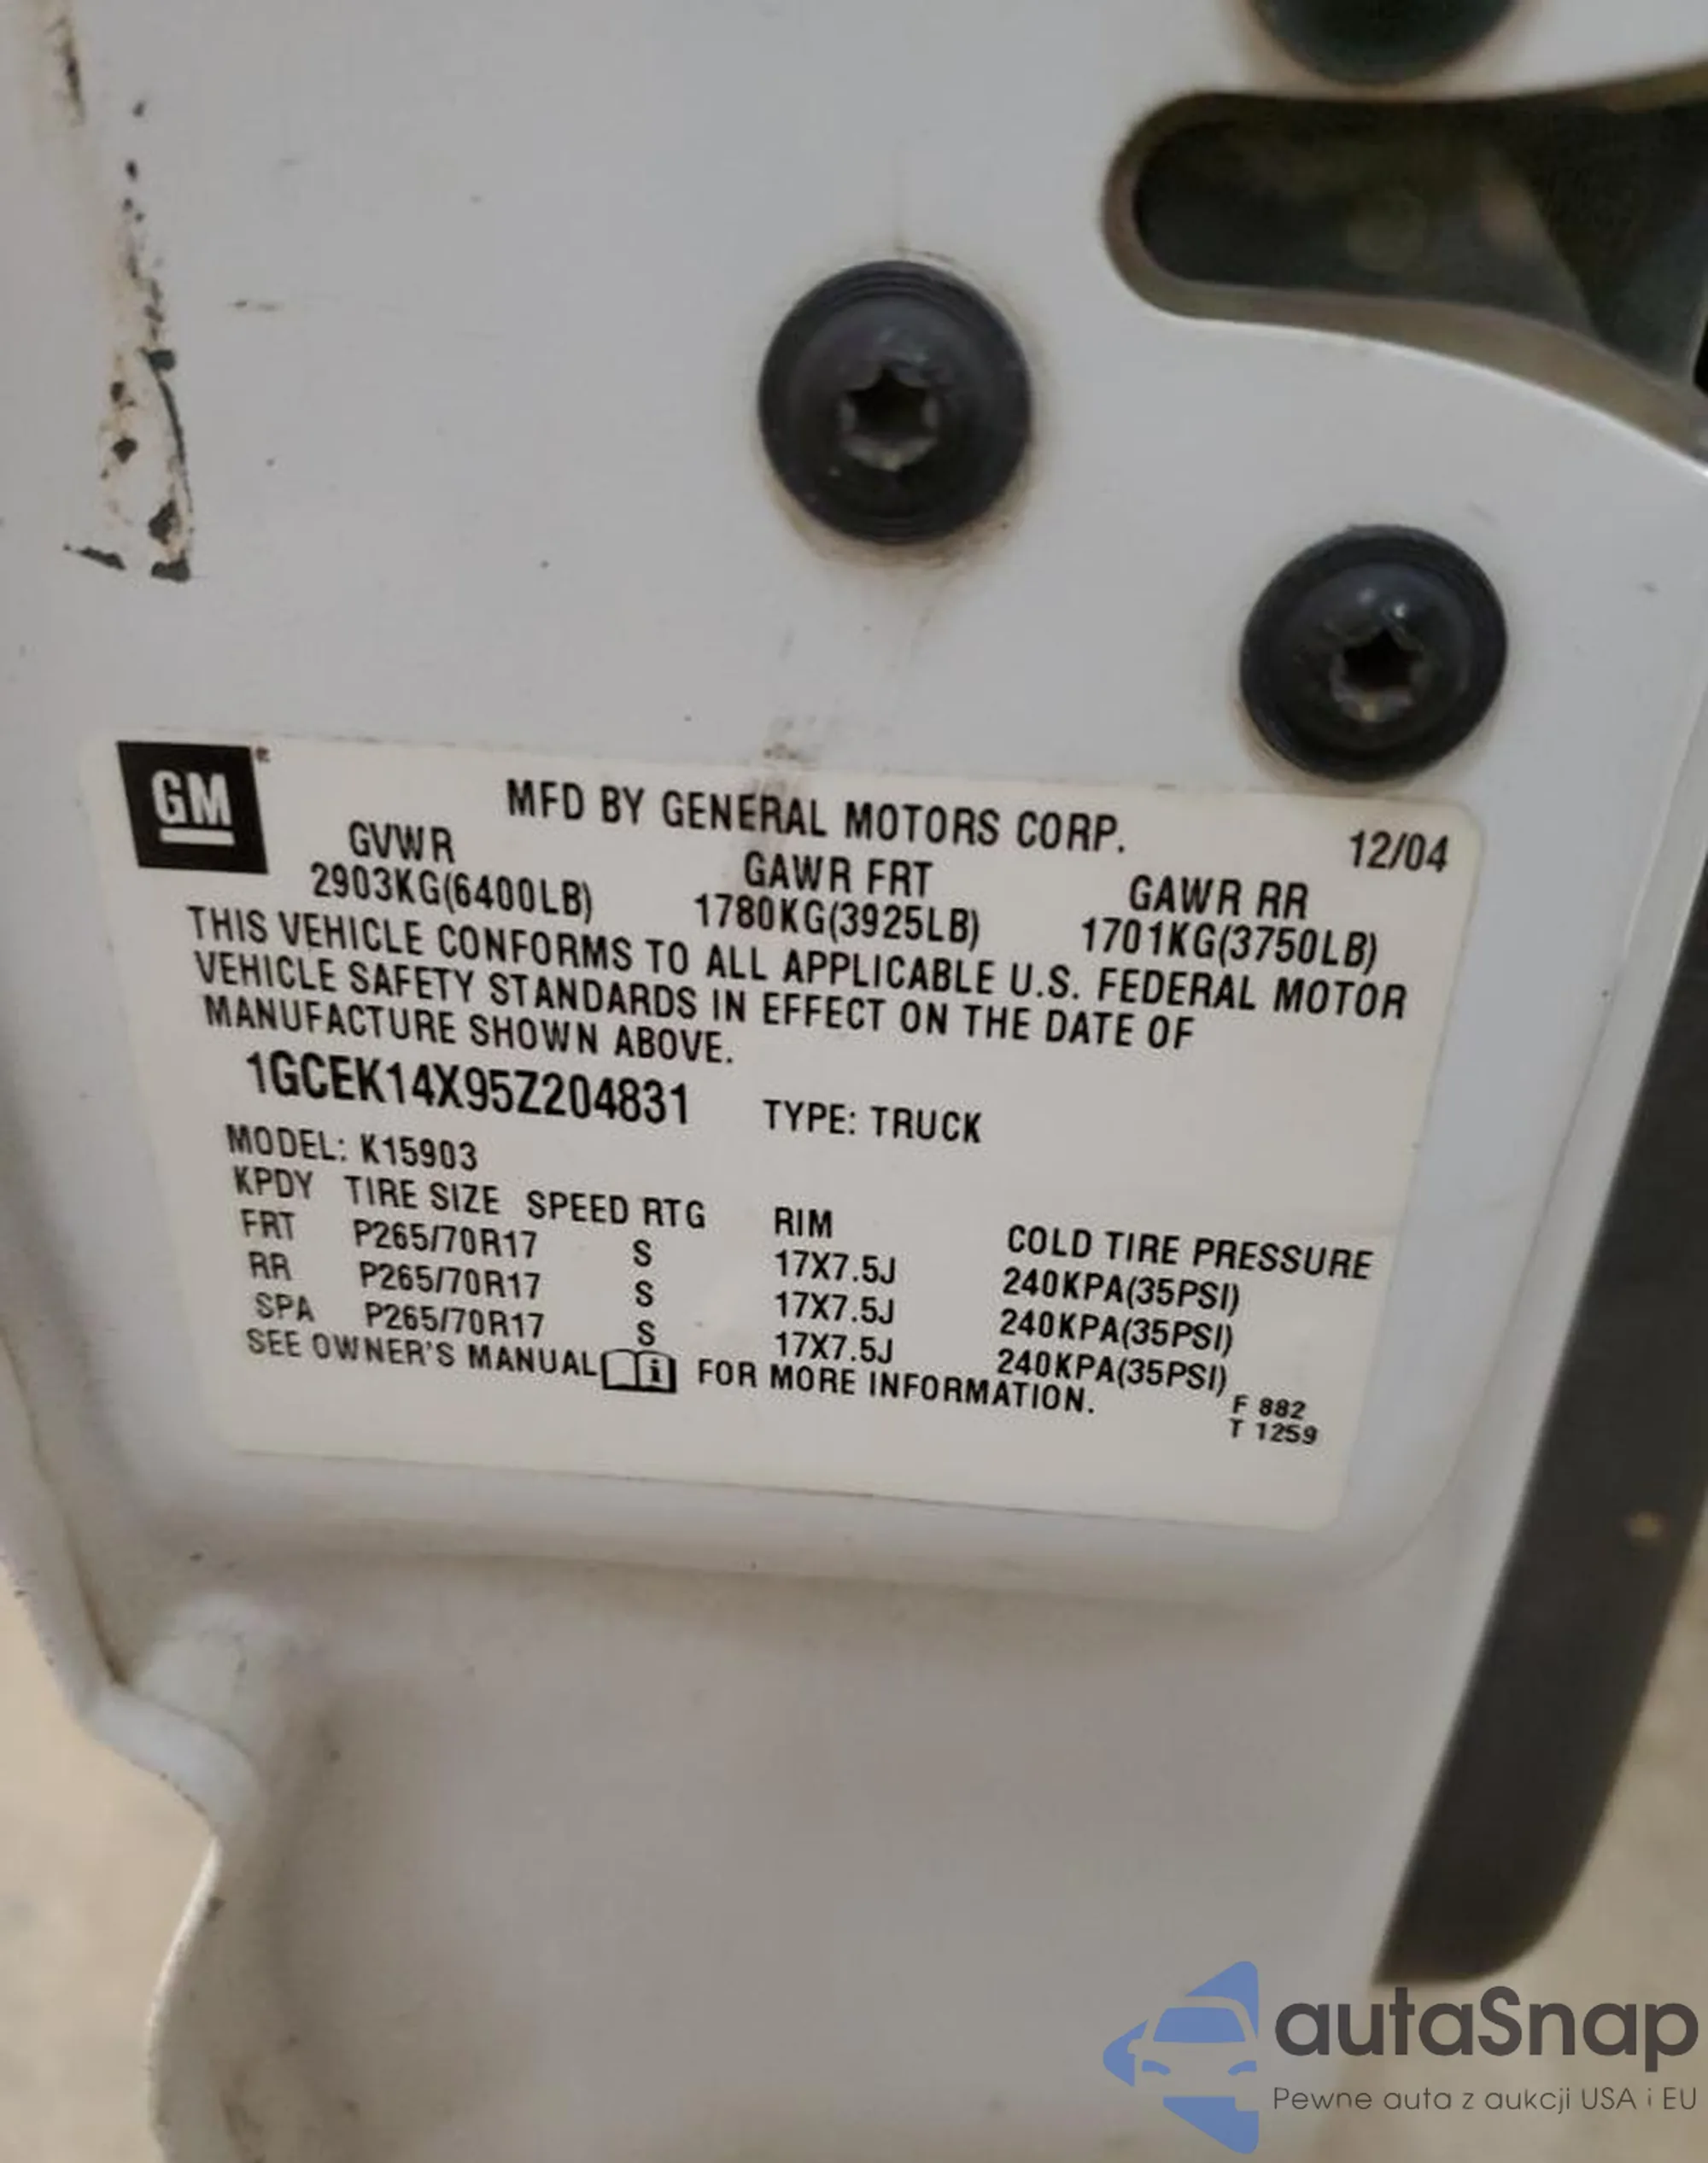 GM
MFD BY GENERAL MOTORS CORP. 12/04
GVWR GAWR FRT GAWR RR
2903KG(6400LB) 1780KG(3925LB) 1701KG(3750LB)
THIS VEHICLE CONFORMS TO ALL APPLICABLE U.S. FEDERAL MOTOR
VEHICLE SAFETY STANDARDS IN EFFECT ON THE DATE OF
MANUFACTURE SHOWN ABOVE.
1GCEK14X95Z204831 TYPE: TRUCK
MODEL: K15903
KPDY TIRE SIZE SPEED RTG RIM COLD TIRE PRESSURE
FRT P265/70R17 S 17X7.5J 240KPA(35PSI)
RR P265/70R17 S 17X7.5J 240KPA(35PSI)
SPA P265/70R17 S 17X7.5J 240KPA(35PSI)
SEE OWNER'S MANUAL i FOR MORE INFORMATION.
F 882
T 1259
autaSnap
Pewne auta z aukcji USA i EU